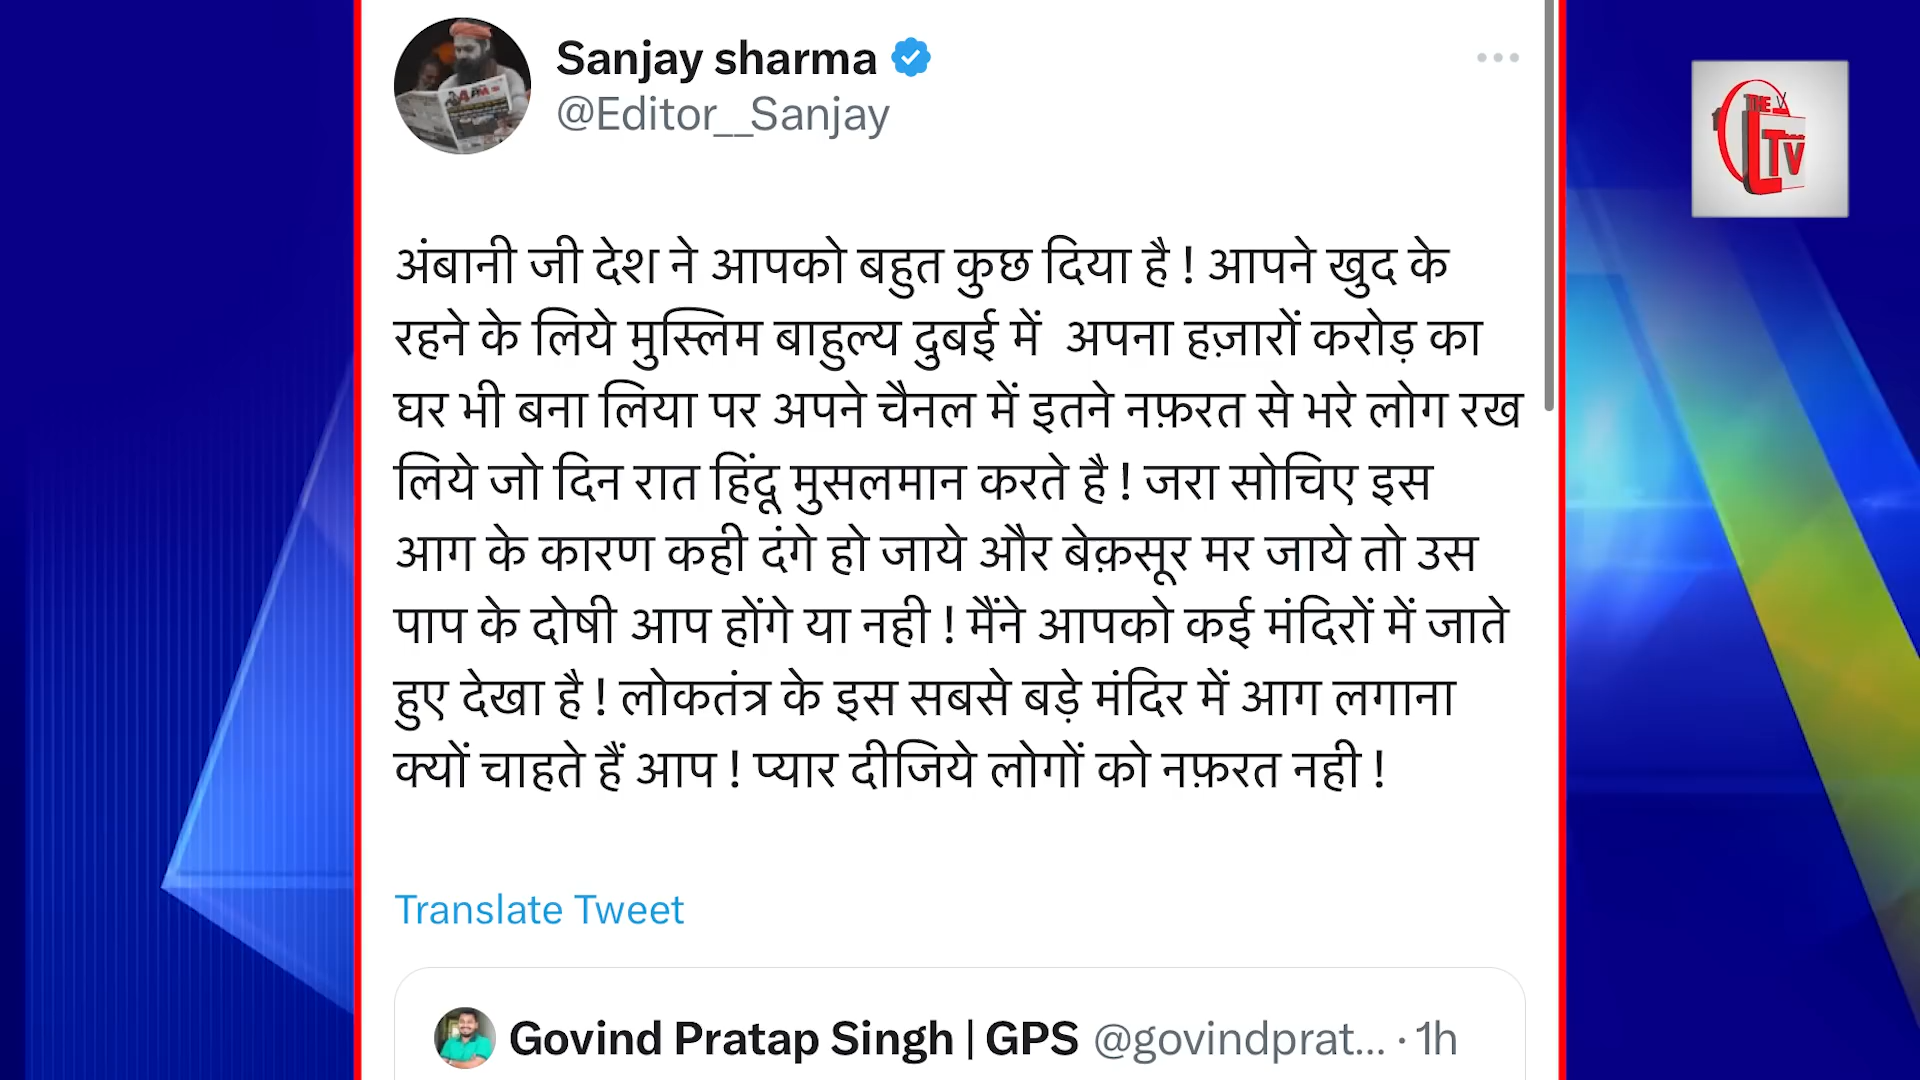 Sanjay sharma
@Editor__Sanjay
THE
TV
अंबानी जी देश ने आपको बहुत कुछ दिया है ! आपने खुद के
रहने के लिये मुस्लिम बाहुल्य दुबई में अपना हज़ारों करोड़ का
घर भी बना लिया पर अपने चैनल में इतने नफ़रत से भरे लोग रख
लिये जो दिन रात हिंदू मुसलमान करते है ! जरा सोचिए इस
आग के कारण कही दंगे हो जाये और बेक़सूर मर जाये तो उस
पाप के दोषी आप होंगे या नही ! मैंने आपको कई मंदिरों में जाते
हुए देखा है ! लोकतंत्र के इस सबसे बड़े मंदिर में आग लगाना
क्यों चाहते हैं आप ! प्यार दीजिये लोगों को नफ़रत नही !
Translate Tweet
Govind Pratap Singh | GPS @govindprat... · 1h